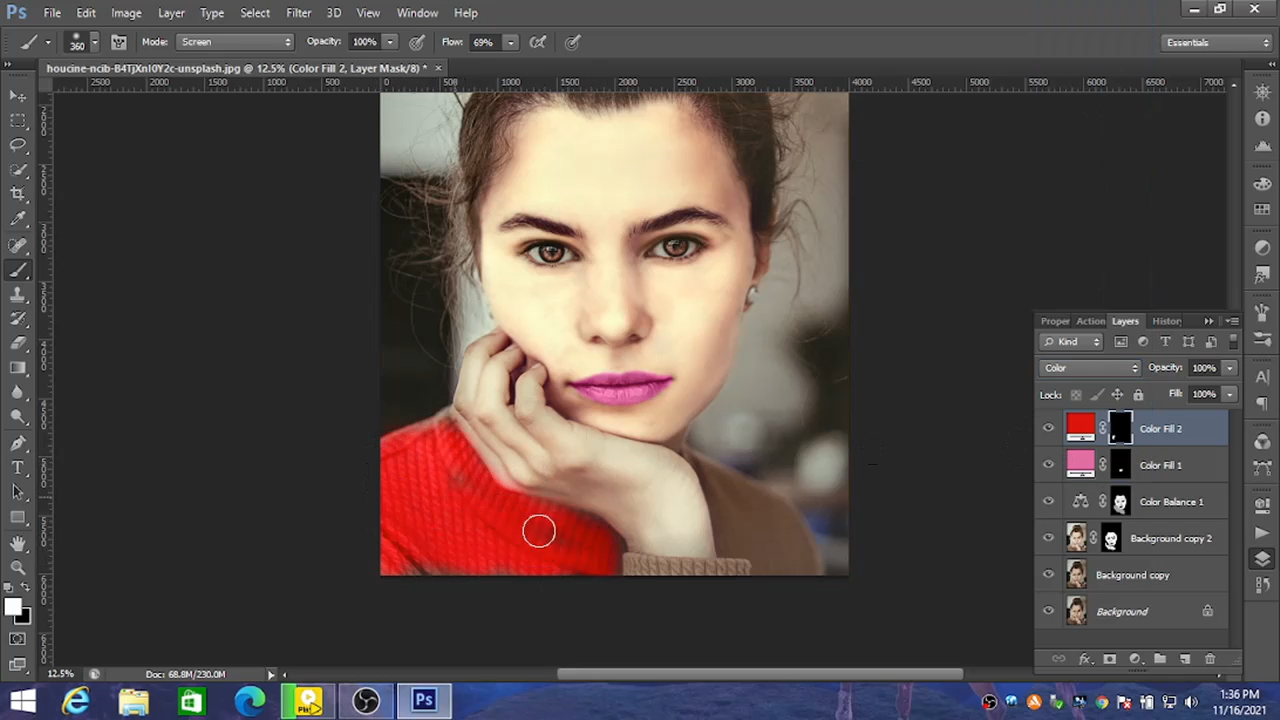 Ps File Edit Image Layer Type Select Filter 3D View Window Help
360 Mode: Screen Opacity: 100% Flow: 69% Essentials
houcine-ncib-B4TjXnI0Y2c-unsplash.jpg @ 12.5% (Color Fill 2, Layer Mask/8) * ×
2500 2000 1500 1000 500 0 508 1000 1500 2000 2500 3000 3500 4000 4500 5000 5500 6000 6500 7000
Proper Action Layers Histor
Kind
Color Opacity: 100%
Lock: Fill: 100%
Color Fill 2
Color Fill 1
Color Balance 1
Background copy 2
Background copy
Background
12.5% Doc: 68.8M/230.0M
Ps
1:36 PM
11/16/2021